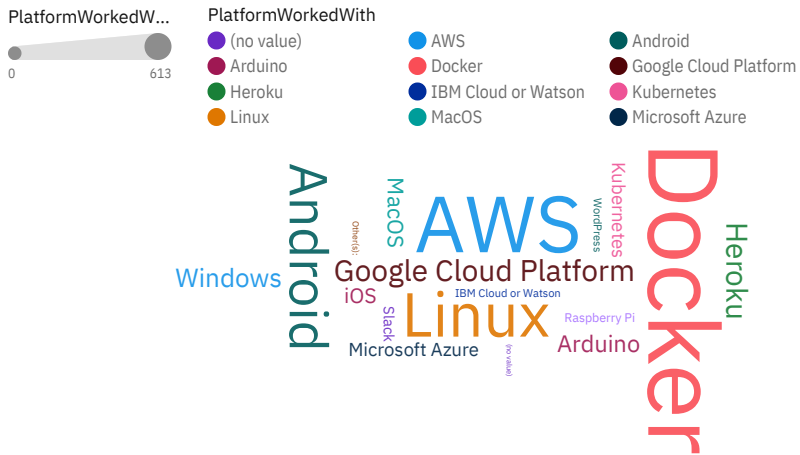 PlatformWorkedW...
0
613
PlatformWorkedWith
(no value)
AWS
Android
Arduino
Docker
Google Cloud Platform
Heroku
IBM Cloud or Watson
Kubernetes
Linux
MacOS
Microsoft Azure
Windows
Android
Other(s):
MacOS
AWS
WordPress
Kubernetes
Docker
Heroku
Google Cloud Platform
iOS
IBM Cloud or Watson
Slack
Linux
Raspberry Pi
Microsoft Azure
(no value)
Arduino